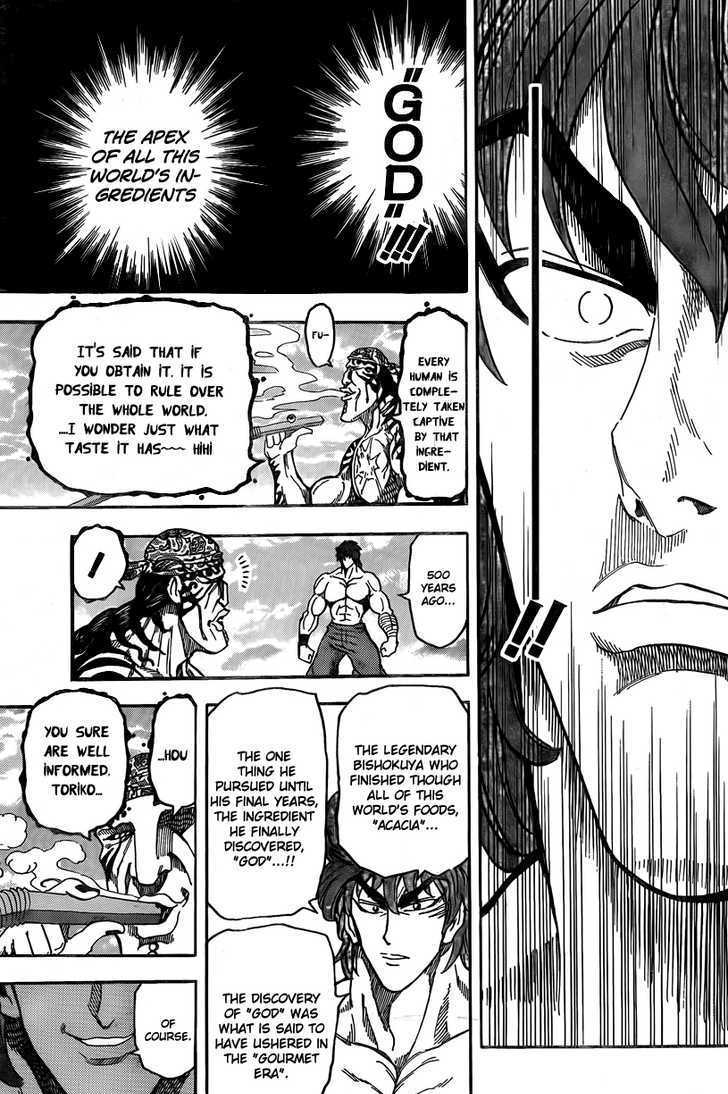 "GOD"!!!
THE APEX
OF ALL THIS
WORLD'S IN-
GREDIENTS
!!
EVERY
HUMAN IS
COMPLE-
TELY TAKEN
CAPTIVE
BY THAT
INGRE-
DIENT.
FU-
IT'S SAID THAT IF
YOU OBTAIN IT. IT IS
POSSIBLE TO RULE OVER
THE WHOLE WORLD.
....I WONDER JUST WHAT
TASTE IT HAS~~~ HIHI
500
YEARS
AGO...
THE LEGENDARY
BISHOKUYA WHO
FINISHED THOUGH
ALL OF THIS
WORLD'S FOODS,
"ACACIA"...
THE ONE
THING HE
PURSUED UNTIL
HIS FINAL YEARS,
THE INGREDIENT
HE FINALLY
DISCOVERED,
"GOD"...!!
THE DISCOVERY
OF "GOD" WAS
WHAT IS SAID TO
HAVE USHERED
IN THE
"GOURMET
ERA".
...HOU
YOU SURE
ARE WELL
INFORMED.
TORIKO...
OF
COURSE.